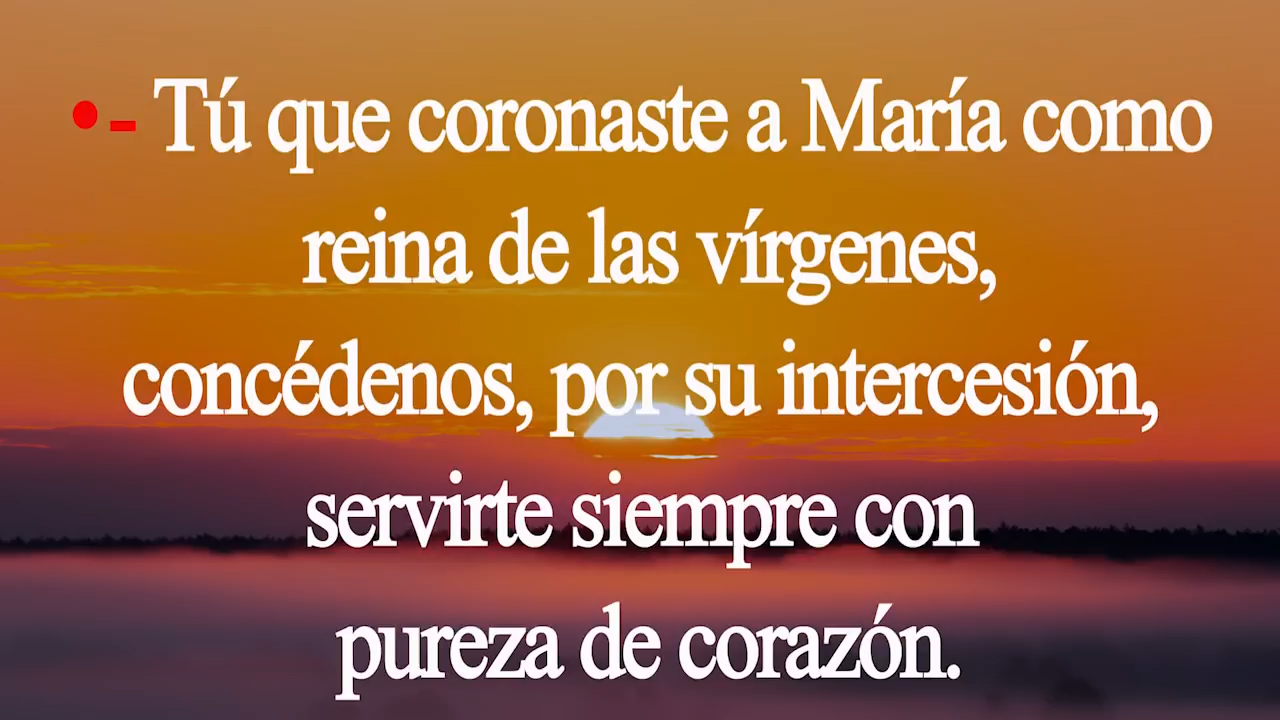 •- Tú que coronaste a María como
reina de las vírgenes,
concédenos, por su intercesión,
servirte siempre con
pureza de corazón.